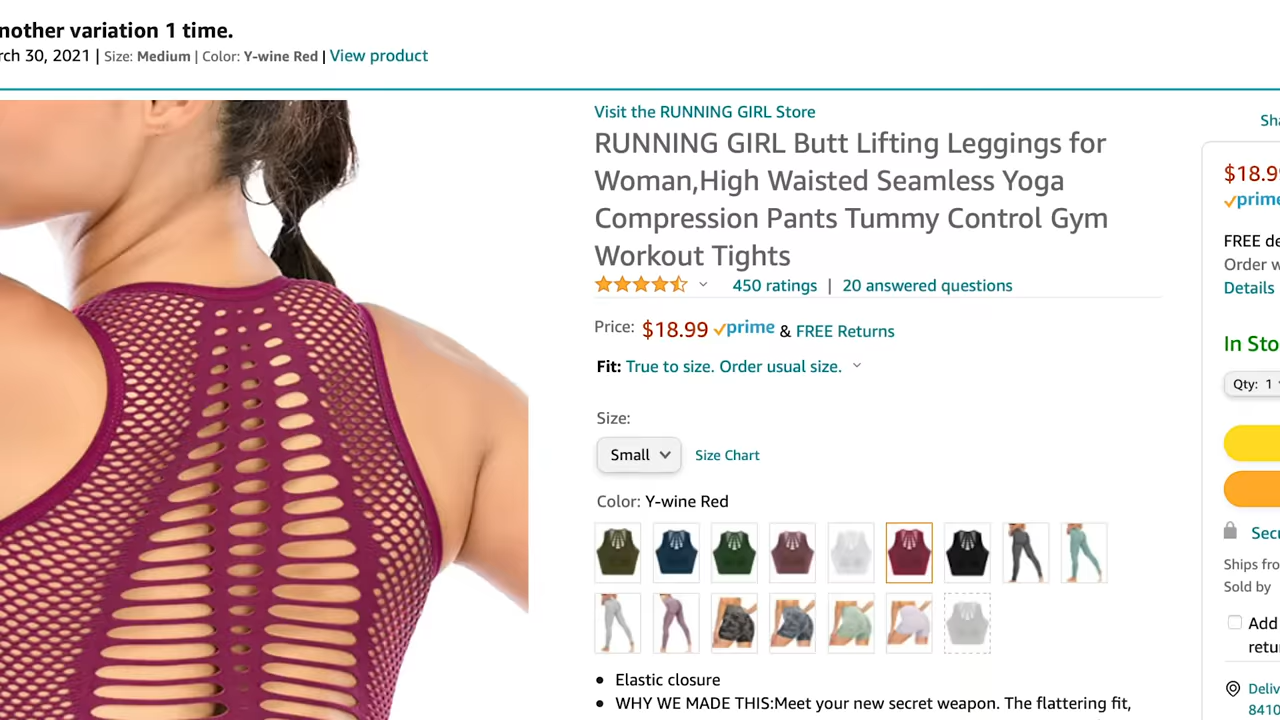 nother variation 1 time.
rch 30, 2021 | Size: Medium | Color: Y-wine Red | View product
Visit the RUNNING GIRL Store
RUNNING GIRL Butt Lifting Leggings for
Woman,High Waisted Seamless Yoga
Compression Pants Tummy Control Gym
Workout Tights
450 ratings | 20 answered questions
Price: $18.99 prime & FREE Returns
Fit: True to size. Order usual size.
Size:
Small
Size Chart
Color: Y-wine Red
• Elastic closure
• WHY WE MADE THIS:Meet your new secret weapon. The flattering fit,
Sha
$18.9
prime
FREE de
Order w
Details
In Sto
Qty: 1
Secu
Ships fro
Sold by
Add
retu
Deliv
8410